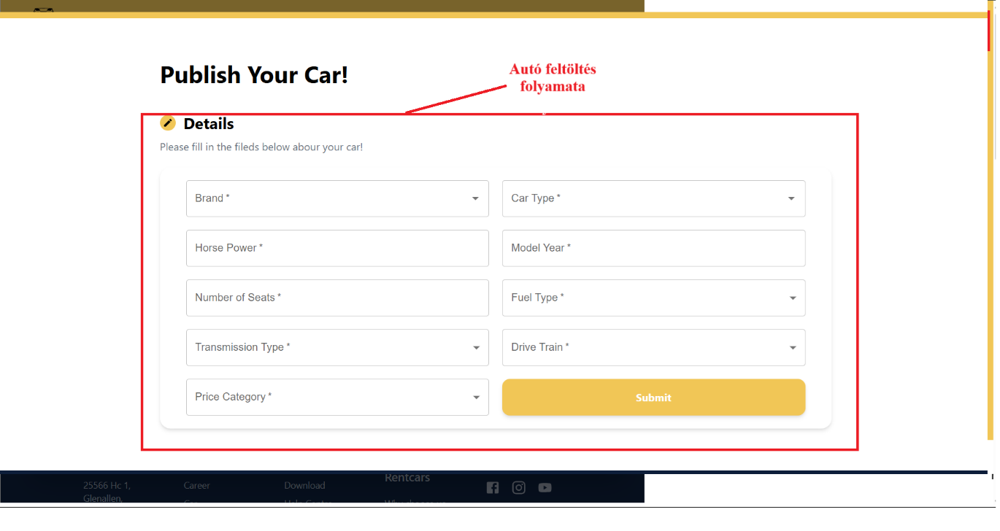 Publish Your Car!
Autó feltöltés
folyamata
Details
Please fill in the fileds below abour your car!
Brand *
Car Type *
Horse Power *
Model Year *
Number of Seats *
Fuel Type *
Transmission Type *
Drive Train *
Price Category *
Submit
25566 Hc 1,
Glenallen,
Career
Download
Rentcars